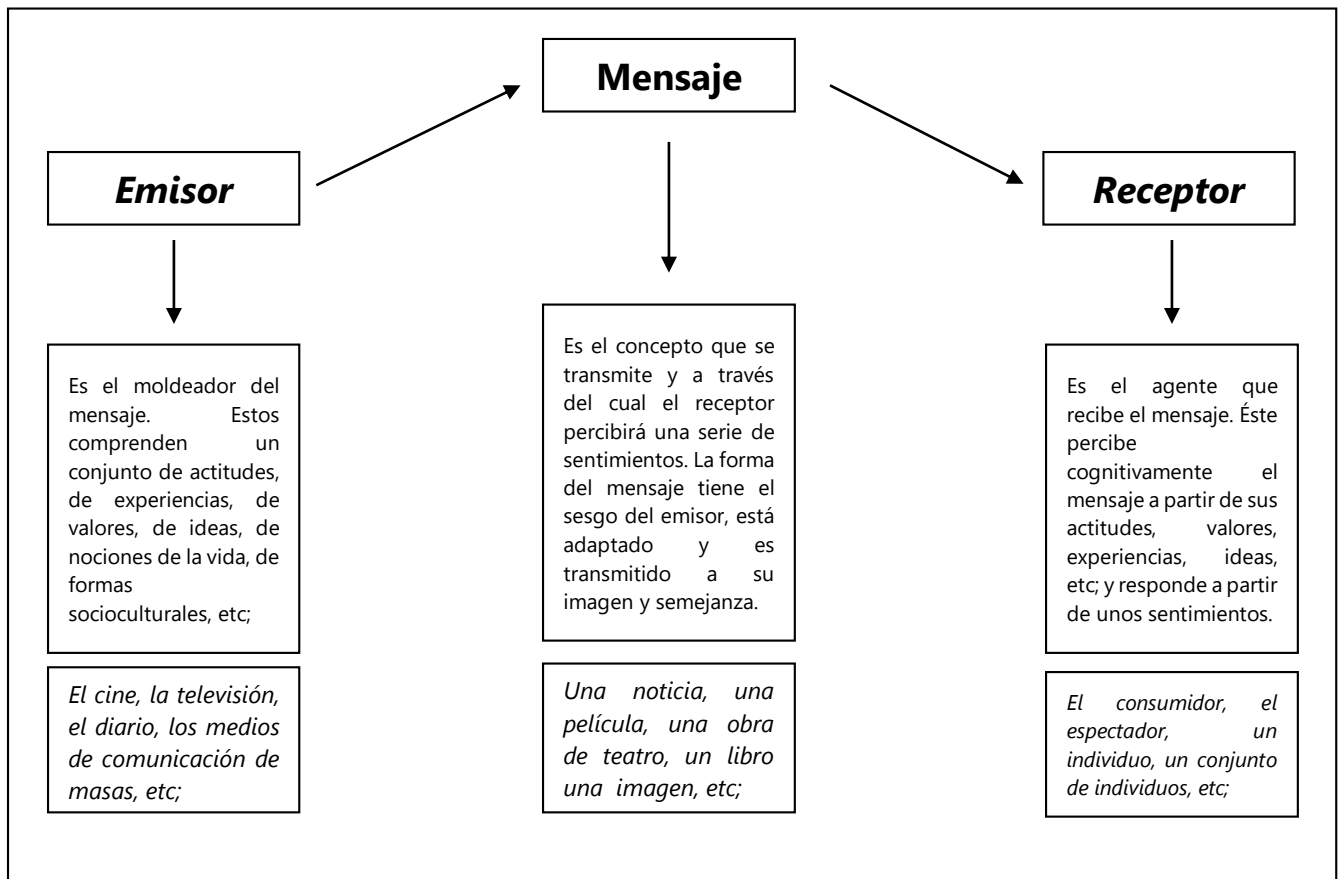 Mensaje
Emisor
Receptor
Es el moldeador del
mensaje. Estos
comprenden un
conjunto de actitudes,
de experiencias, de
valores, de ideas, de
nociones de la vida, de
formas
socioculturales, etc;
Es el concepto que se
transmite y a través
del cual el receptor
percibirá una serie de
sentimientos. La forma
del mensaje tiene el
sesgo del emisor, está
adaptado y es
transmitido a su
imagen y semejanza.
Es el agente que
recibe el mensaje. Éste
percibe
cognitivamente el
mensaje a partir de sus
actitudes, valores,
experiencias, ideas,
etc; y responde a partir
de unos sentimientos.
El cine, la televisión,
el diario, los medios
de comunicación de
masas, etc;
Una noticia, una
película, una obra
de teatro, un libro
una imagen, etc;
El consumidor, el
espectador, un
individuo, un conjunto
de individuos, etc;